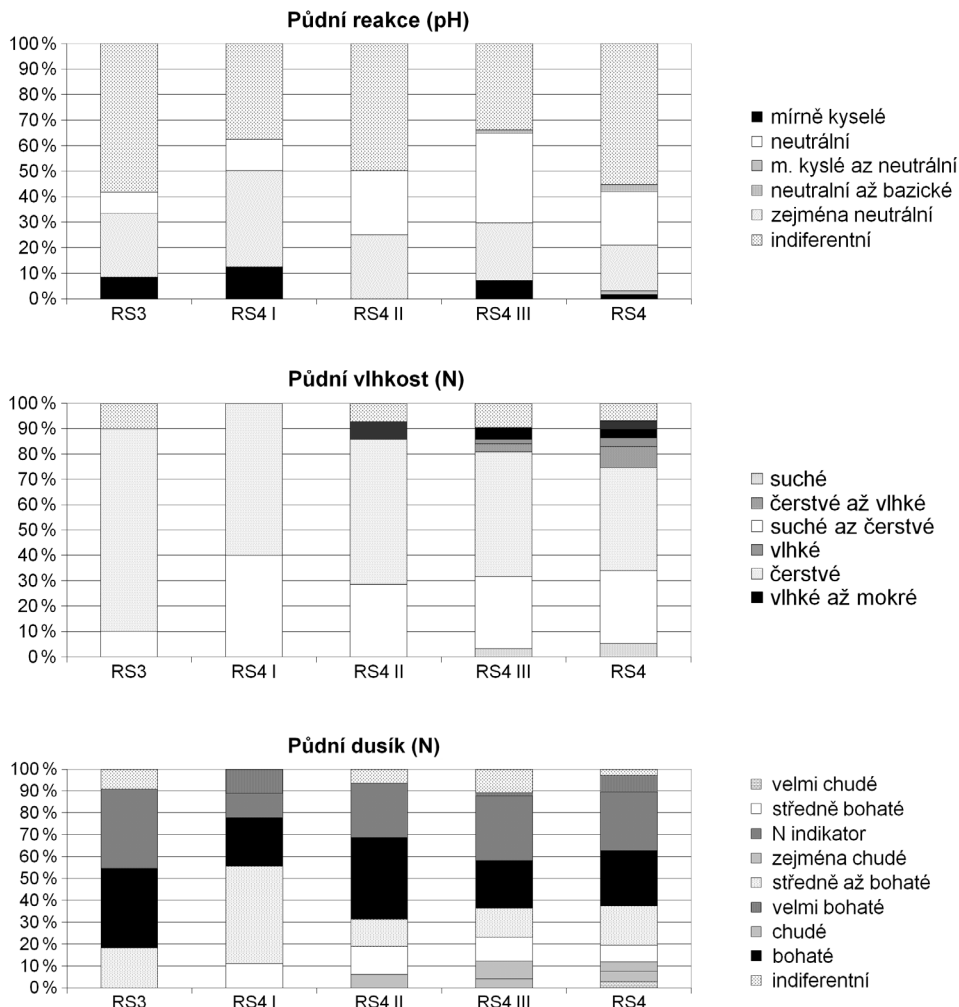 Půdní reakce (pH)
100 %
90 %
80 %
70 %
60 %
50 %
40 %
30 %
20 %
10 %
0 %
RS3 RS4 I RS4 II RS4 III RS4
mírně kyselé
neutrální
m. kyslé az neutrální
neutralní až bazické
zejména neutrální
indiferentní
Půdní vlhkost (N)
100 %
90 %
80 %
70 %
60 %
50 %
40 %
30 %
20 %
10 %
0 %
RS3 RS4 I RS4 II RS4 III RS4
suché
čerstvé až vlhké
suché az čerstvé
vlhké
čerstvé
vlhké až mokré
Půdní dusík (N)
100 %
90 %
80 %
70 %
60 %
50 %
40 %
30 %
20 %
10 %
0 %
RS3 RS4 I RS4 II RS4 III RS4
velmi chudé
středně bohaté
N indikator
zejména chudé
středně až bohaté
velmi bohaté
chudé
bohaté
indiferentní